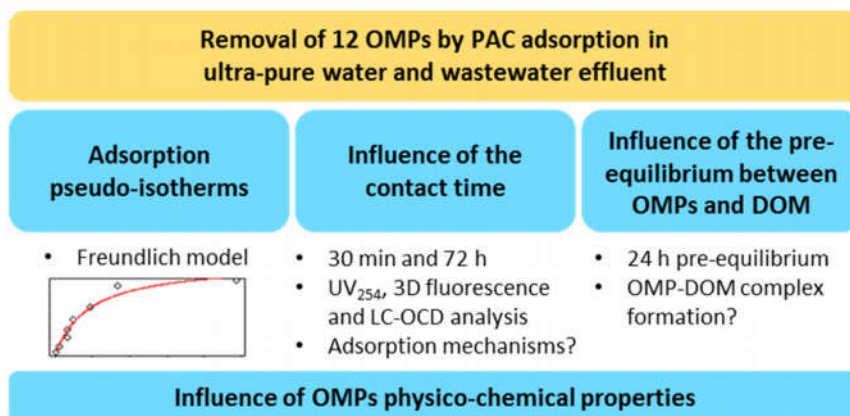 Removal of 12 OMPs by PAC adsorption in
ultra-pure water and wastewater effluent
Adsorption
pseudo-isotherms
• Freundlich model
Influence of the
contact time
• 30 min and 72 h
• UV₂₅₄, 3D fluorescence
and LC-OCD analysis
• Adsorption mechanisms?
Influence of the pre-
equilibrium between
OMPs and DOM
• 24 h pre-equilibrium
• OMP-DOM complex
formation?
Influence of OMPs physico-chemical properties